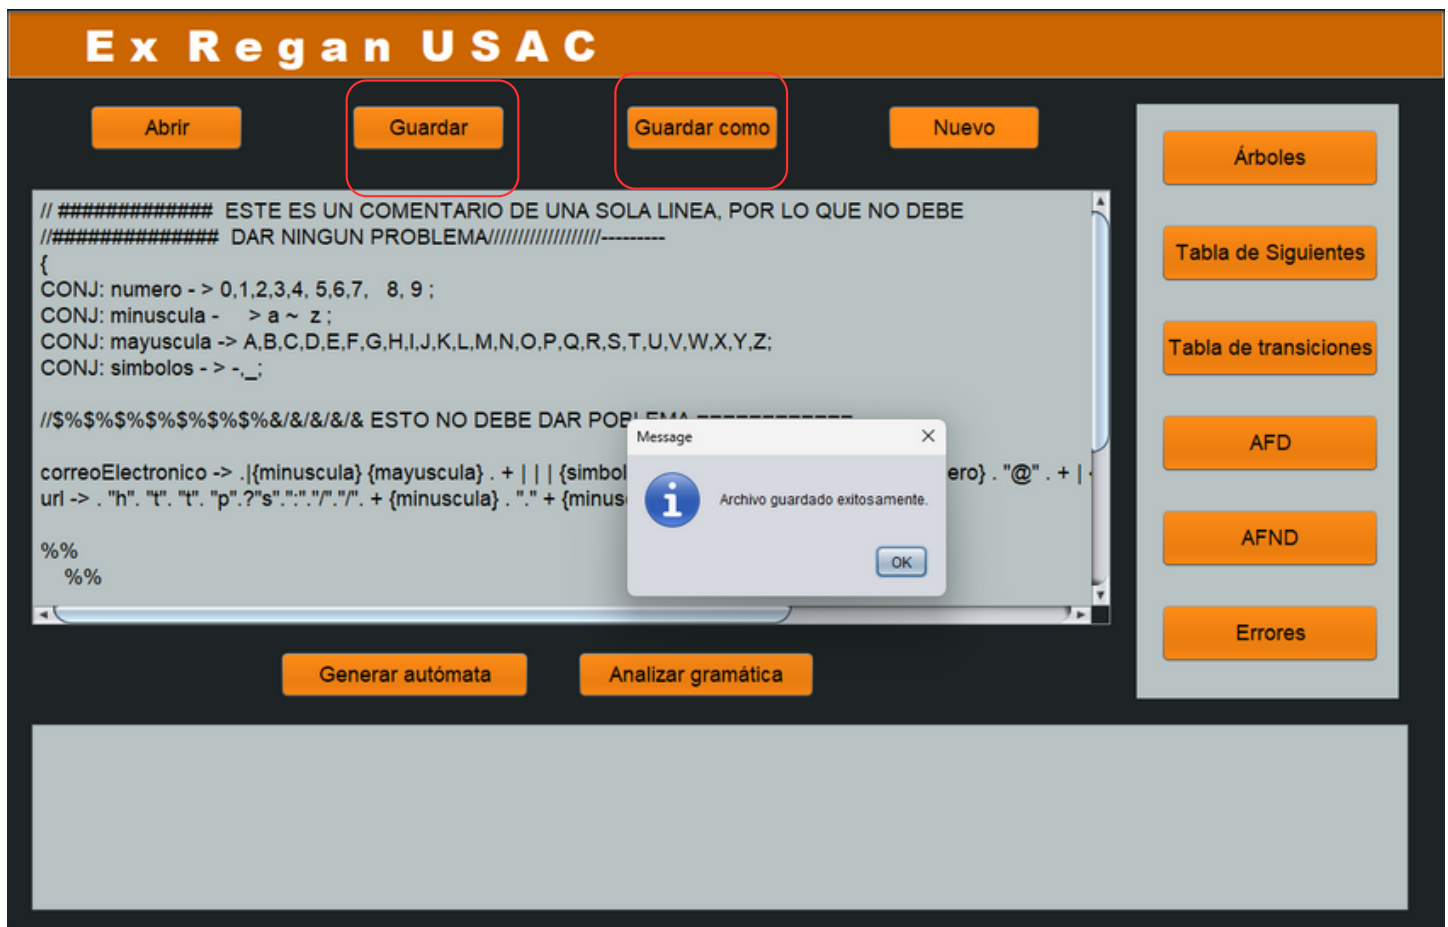 Ex Regan USAC
Abrir
Guardar
Guardar como
Nuevo
// ############# ESTE ES UN COMENTARIO DE UNA SOLA LINEA, POR LO QUE NO DEBE
//############## DAR NINGUN PROBLEMA///////////////////---------
{
CONJ: numero - > 0,1,2,3,4, 5,6,7,   8, 9 ;
CONJ: minuscula -    > a ~  z ;
CONJ: mayuscula -> A,B,C,D,E,F,G,H,I,J,K,L,M,N,O,P,Q,R,S,T,U,V,W,X,Y,Z;
CONJ: simbolos - > -,_;
//$%$%$%$%$%$%$%&/&/&/&/& ESTO NO DEBE DAR POBLEMA ============
correoElectronico -> .|{minuscula} {mayuscula} . + | | | {simbol ero} . "@" . + | {
url -> . "h". "t". "t". "p".?"s".":"."/"."/". + {minuscula} . "." + {minus
%%
%%
Message
Archivo guardado exitosamente.
OK
Generar autómata
Analizar gramática
Árboles
Tabla de Siguientes
Tabla de transiciones
AFD
AFND
Errores